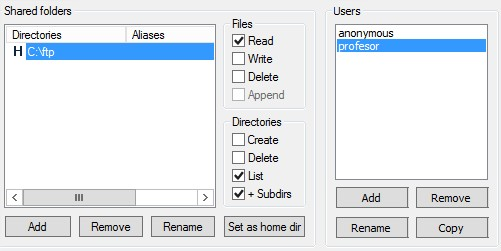 Shared folders
Directories Aliases
H C:\ftp
Add Remove Rename Set as home dir
Files
Read
Write
Delete
Append
Directories
Create
Delete
List
+ Subdirs
Users
anonymous
profesor
Add Remove
Rename Copy